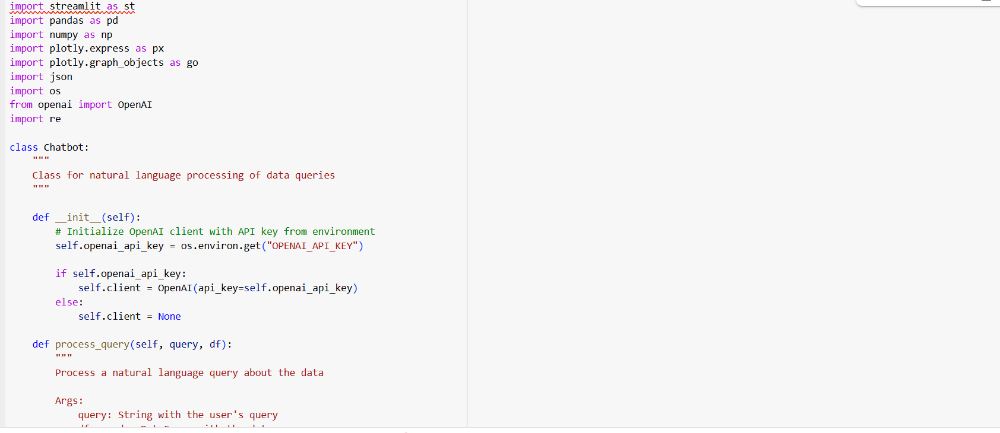 import streamlit as st
import pandas as pd
import numpy as np
import plotly.express as px
import plotly.graph_objects as go
import json
import os
from openai import OpenAI
import re

class Chatbot:
    """
    Class for natural language processing of data queries
    """

    def __init__(self):
        # Initialize OpenAI client with API key from environment
        self.openai_api_key = os.environ.get("OPENAI_API_KEY")

        if self.openai_api_key:
            self.client = OpenAI(api_key=self.openai_api_key)
        else:
            self.client = None

    def process_query(self, query, df):
        """
        Process a natural language query about the data

        Args:
            query: String with the user's query